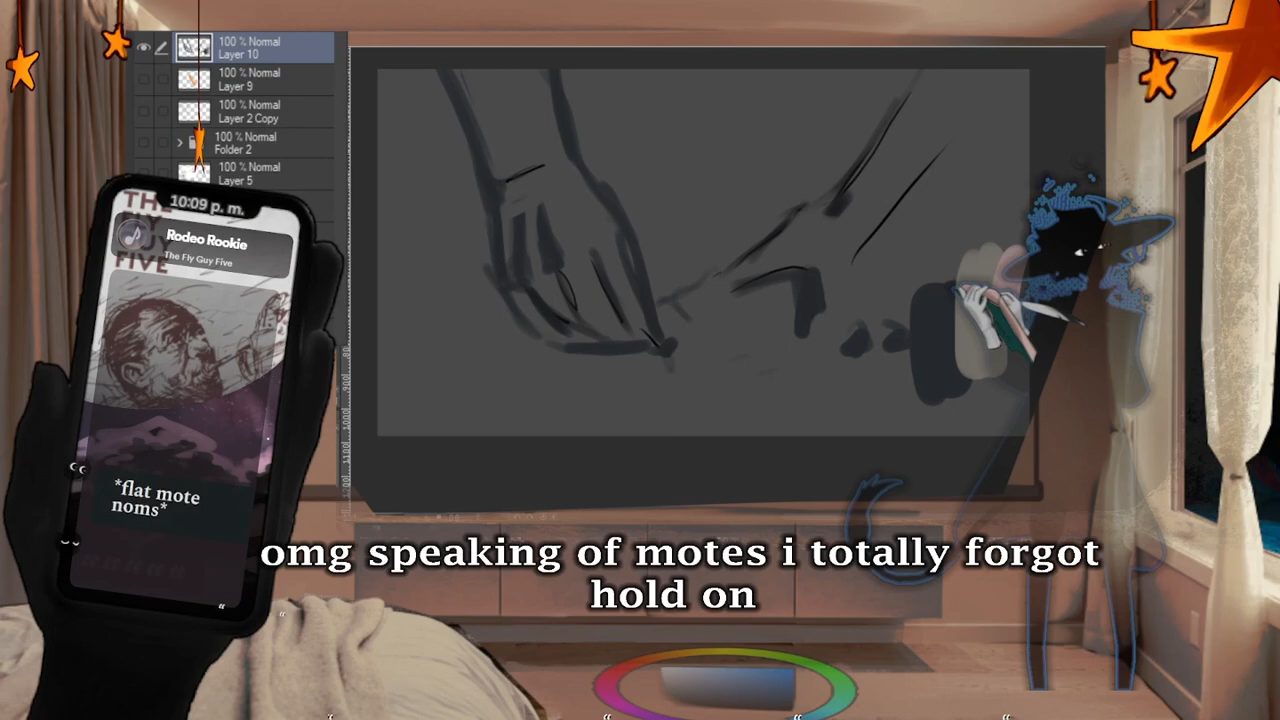 100 % Normal
Layer 10
100 % Normal
Layer 9
100 % Normal
Layer 2 Copy
100 % Normal
Folder 2
100 % Normal
Layer 5
THE
10:09 p. m.
Rodeo Rookie
The Fly Guy Five
FIVE
*flat mote
noms*
omg speaking of motes i totally forgot
hold on